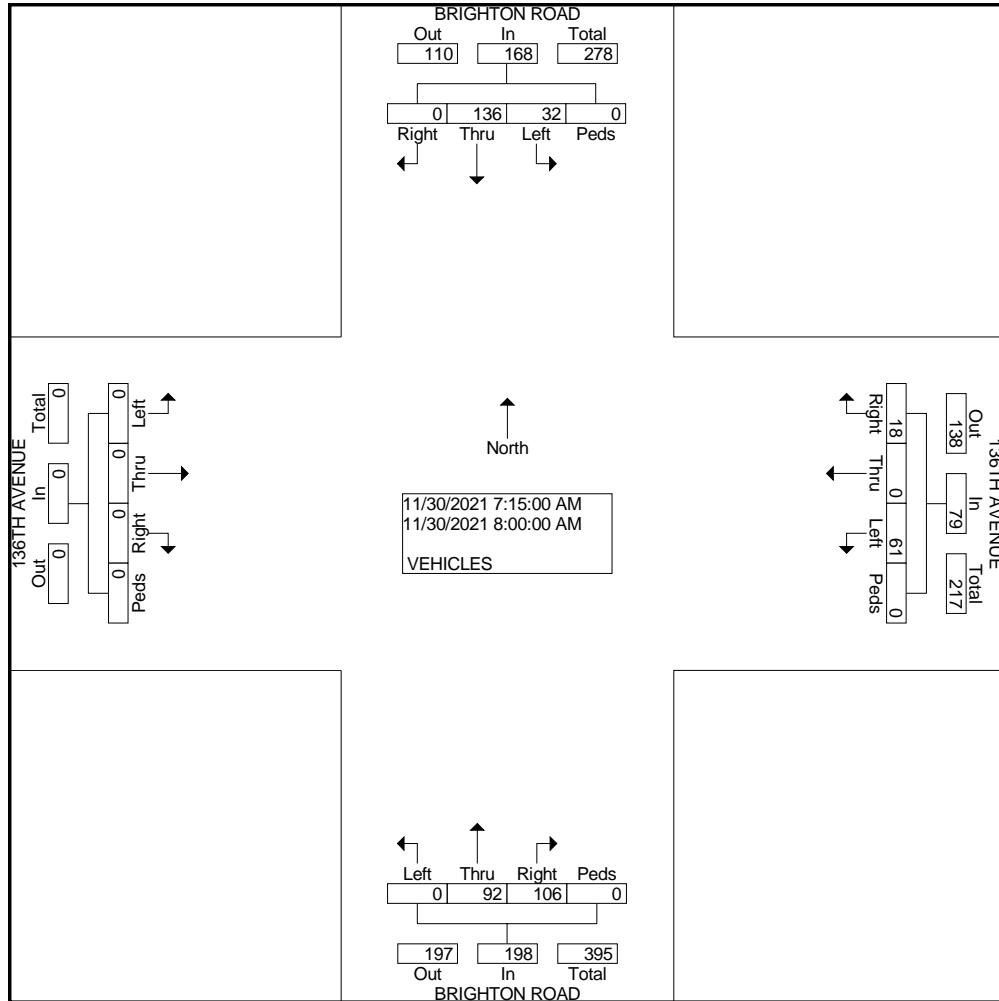 BRIGHTON ROAD
Out In Total
110 168 278
0 136 32 0
Right Thru Left Peds
136TH AVENUE
Total In Out
0 0 0
0 0 0 0
Left Thru Right Peds
North
11/30/2021 7:15:00 AM
11/30/2021 8:00:00 AM
VEHICLES
Right Thru Left Peds
18 0 61 0
138 79 217
Out In Total
136TH AVENUE
Left Thru Right Peds
0 92 106 0
197 198 395
Out In Total
BRIGHTON ROAD